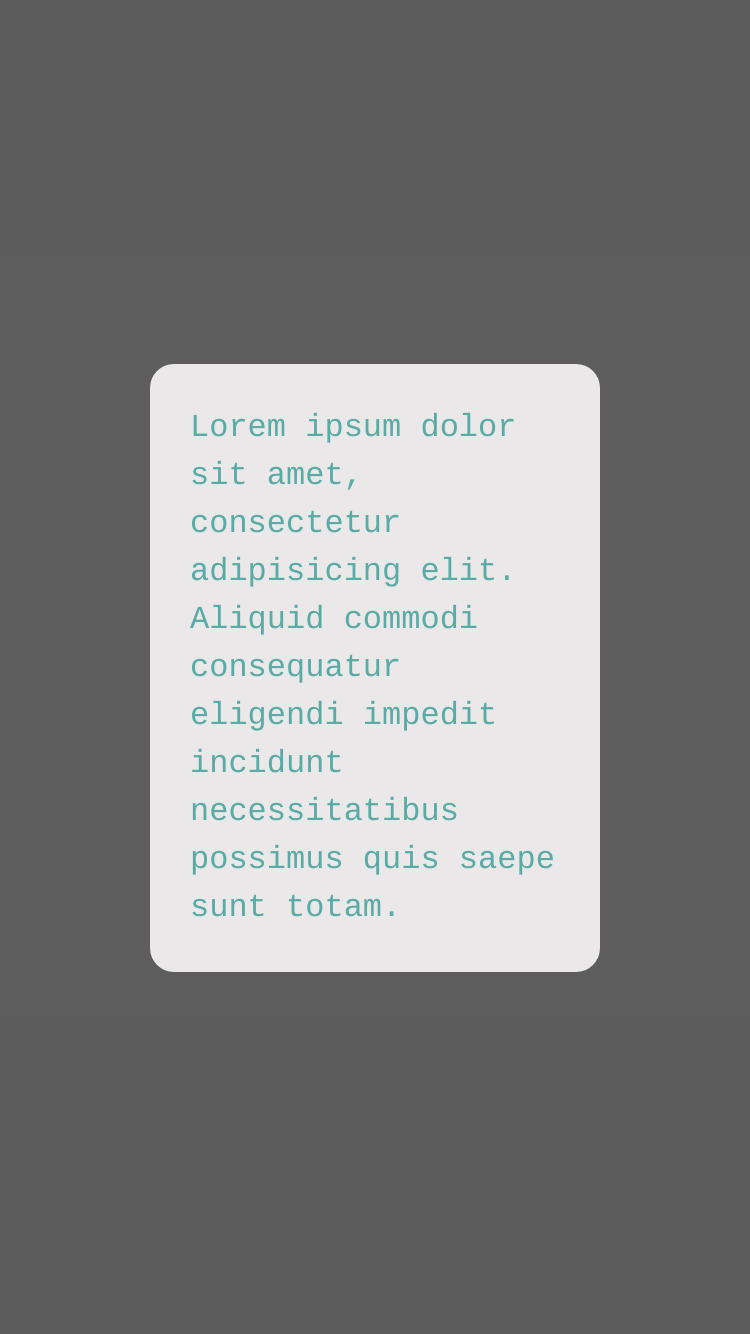 Lorem ipsum dolor
sit amet,
consectetur
adipisicing elit.
Aliquid commodi
consequatur
eligendi impedit
incidunt
necessitatibus
possimus quis saepe
sunt totam.